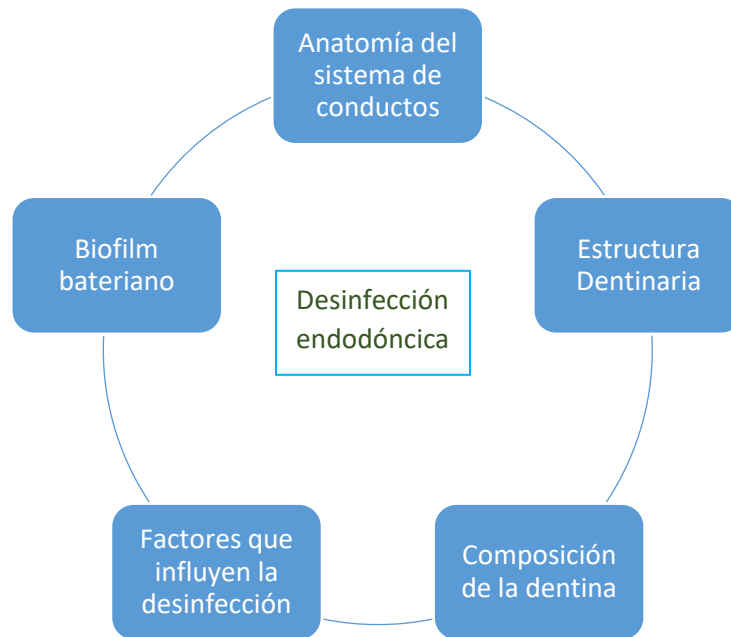 Anatomía del
sistema de
conductos
Biofilm
bateriano
Estructura
Dentinaria
Desinfección
endodóncica
Factores que
influyen la
desinfección
Composición
de la dentina